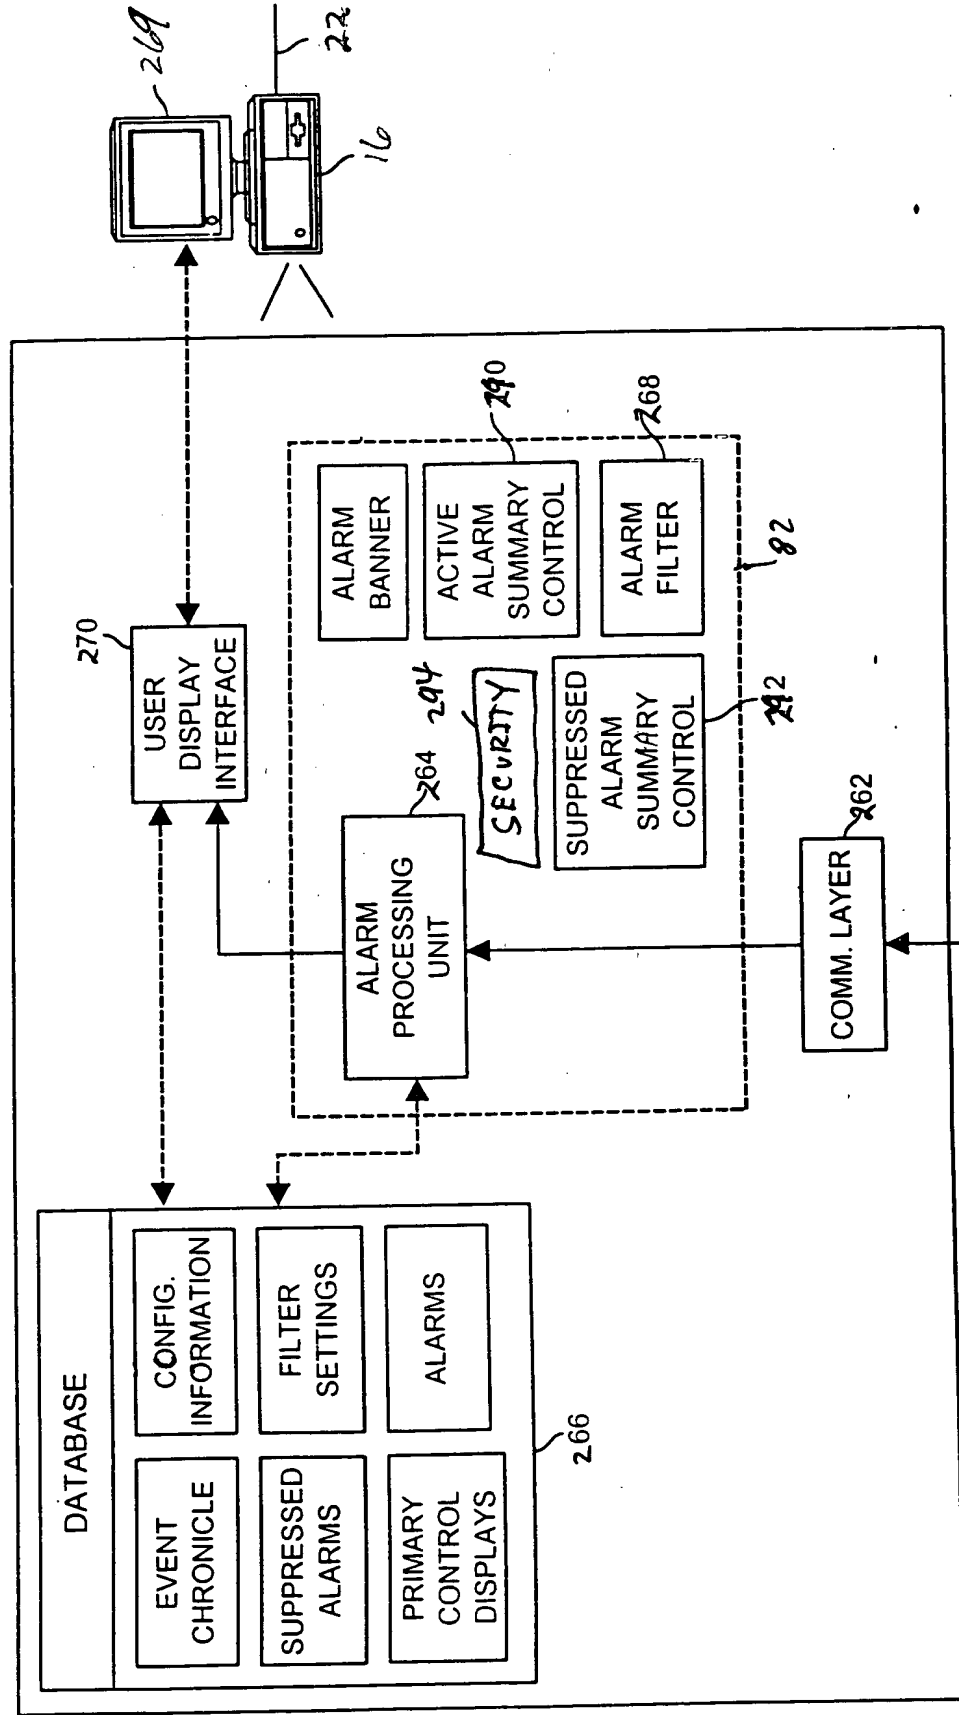 DATABASE
EVENT
CHRONICLE
CONFIG.
INFORMATION
SUPPRESSED
ALARMS
FILTER
SETTINGS
PRIMARY
CONTROL
DISPLAYS
ALARMS
266
270
USER
DISPLAY
INTERFACE
269
22
16
ALARM
PROCESSING
UNIT
264
294
SECURITY
ALARM
BANNER
290
ACTIVE
ALARM
SUMMARY
CONTROL
SUPPRESSED
ALARM
SUMMARY
CONTROL
292
268
ALARM
FILTER
82
COMM. LAYER
262